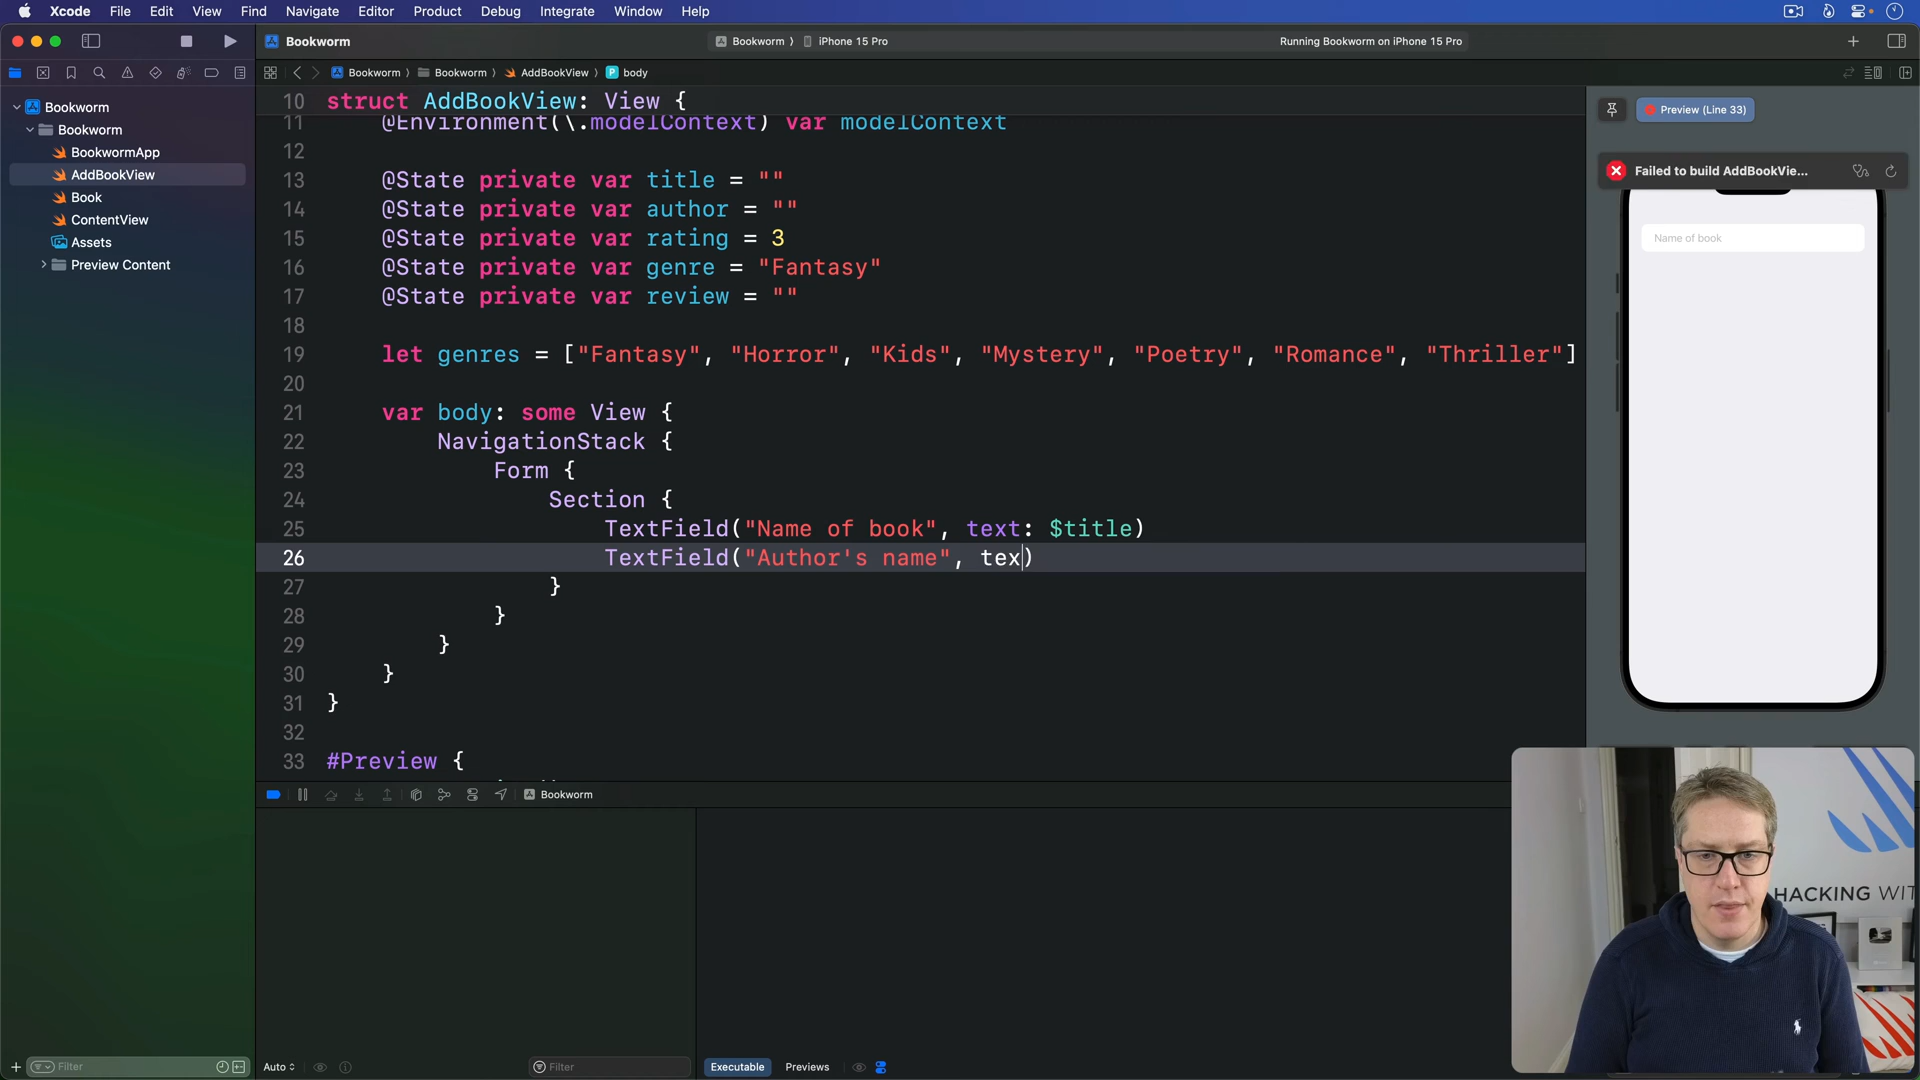 Xcode File Edit View Find Navigate Editor Product Debug Integrate Window Help
Bookworm
Bookworm 〉 iPhone 15 Pro
Running Bookworm on iPhone 15 Pro
Bookworm 〉 Bookworm 〉 AddBookView 〉 P body
Bookworm
Bookworm
BookwormApp
AddBookView
Book
ContentView
Assets
Preview Content
10 struct AddBookView: View {
11 @Environment(\.modelContext) var modelContext
12
13 @State private var title = ""
14 @State private var author = ""
15 @State private var rating = 3
16 @State private var genre = "Fantasy"
17 @State private var review = ""
18
19 let genres = ["Fantasy", "Horror", "Kids", "Mystery", "Poetry", "Romance", "Thriller"]
20
21 var body: some View {
22 NavigationStack {
23 Form {
24 Section {
25 TextField("Name of book", text: $title)
26 TextField("Author's name", tex)
27 }
28 }
29 }
30 }
31 }
32
33 #Preview {
Preview (Line 33)
Failed to build AddBookVie...
Name of book
Bookworm
HACKING WIT
Filter
Auto
Filter
Executable
Previews